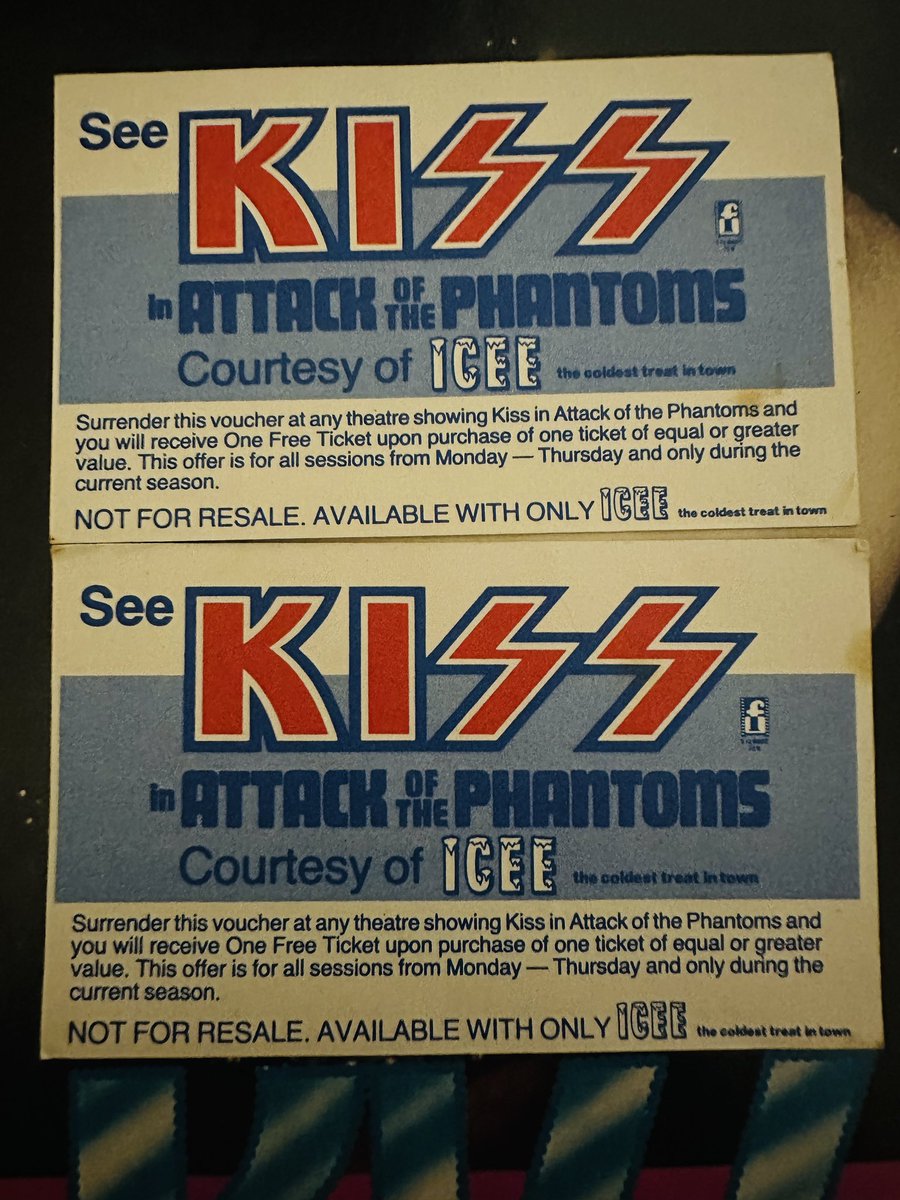 See KISS
in ATTACK OF THE PHANTOMS
Courtesy of ICEE the coldest treat in town
Surrender this voucher at any theatre showing Kiss in Attack of the Phantoms and
you will receive One Free Ticket upon purchase of one ticket of equal or greater
value. This offer is for all sessions from Monday — Thursday and only during the
current season.
NOT FOR RESALE. AVAILABLE WITH ONLY ICEE the coldest treat in town
See KISS
in ATTACK OF THE PHANTOMS
Courtesy of ICEE the coldest treat in town
Surrender this voucher at any theatre showing Kiss in Attack of the Phantoms and
you will receive One Free Ticket upon purchase of one ticket of equal or greater
value. This offer is for all sessions from Monday — Thursday and only during the
current season.
NOT FOR RESALE. AVAILABLE WITH ONLY ICEE the coldest treat in town